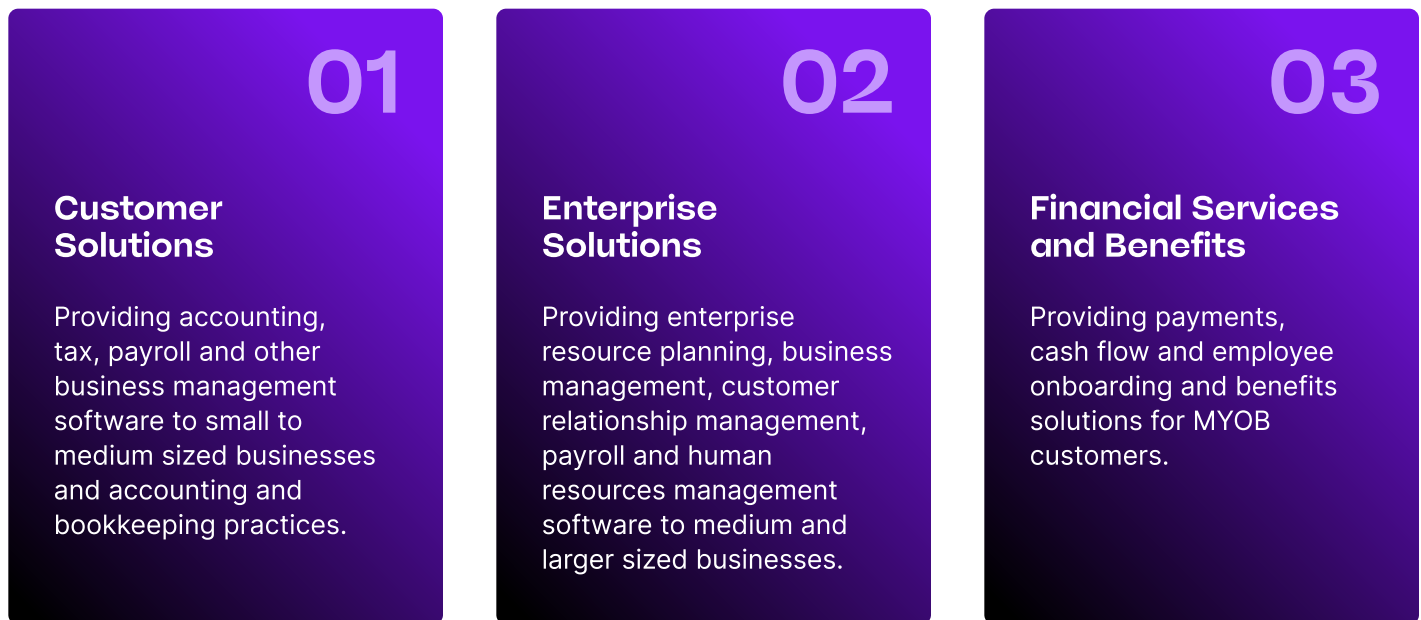 01
Customer
Solutions
Providing accounting,
tax, payroll and other
business management
software to small to
medium sized businesses
and accounting and
bookkeeping practices.
02
Enterprise
Solutions
Providing enterprise
resource planning, business
management, customer
relationship management,
payroll and human
resources management
software to medium and
larger sized businesses.
03
Financial Services
and Benefits
Providing payments,
cash flow and employee
onboarding and benefits
solutions for MYOB
customers.